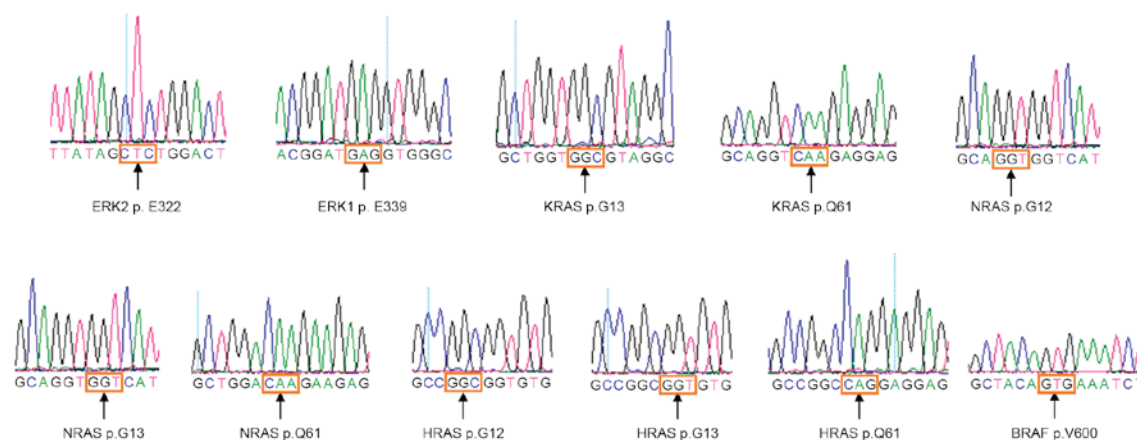 TTATAGCTCTGGACT
ACGGATGAGGTGGGC
GCTGGTGGCGTAGGC
GCAGGTCAAGAGGAG
GCAGGTGGTCAT
ERK2 p. E322
ERK1 p. E339
KRAS p.G13
KRAS p.Q61
NRAS p.G12
GCAGGTGGTCAT
GCTGGACAAGAAGAG
GCCGGCGGTGTG
GCCGGCGGTGTG
GCCGGCCAGGAGGAG
GCTACAGTGAAATCT
NRAS p.G13
NRAS p.Q61
HRAS p.G12
HRAS p.G13
HRAS p.Q61
BRAF p.V600